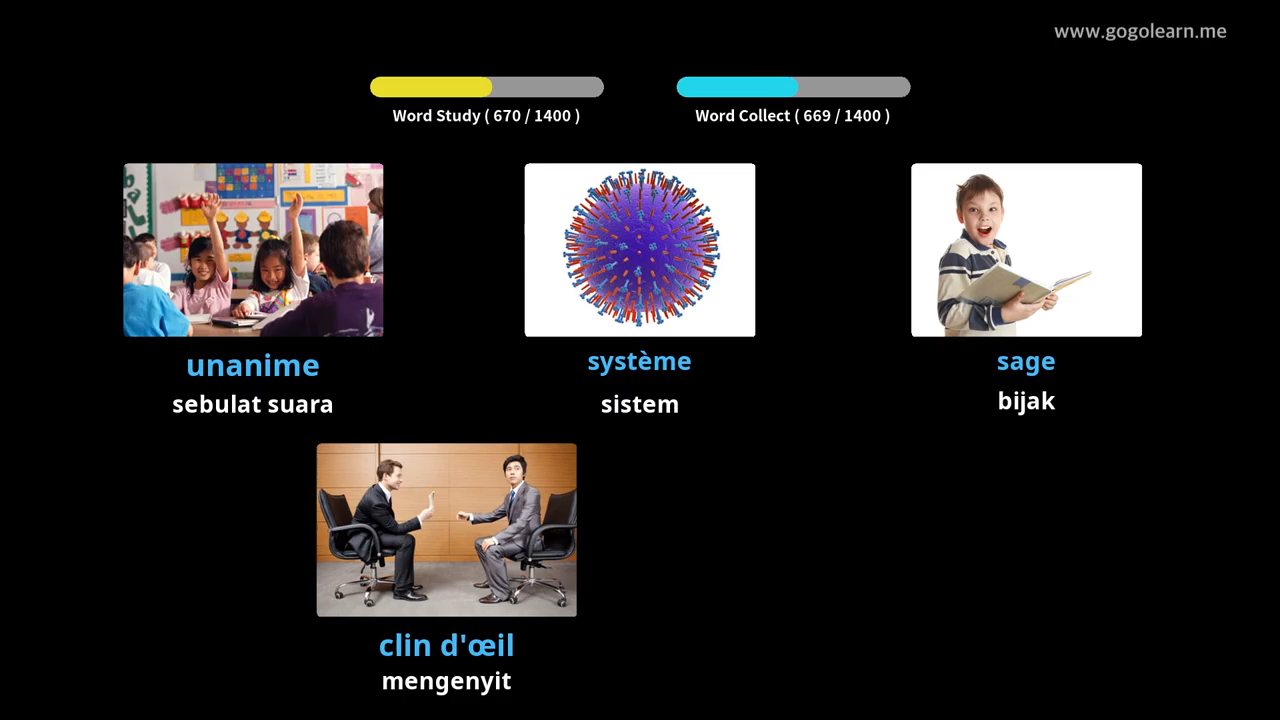 www.gogolearn.me
Word Study ( 670 / 1400 )
Word Collect ( 669 / 1400 )
unanime
sebulat suara
système
sistem
sage
bijak
clin d'œil
mengenyit